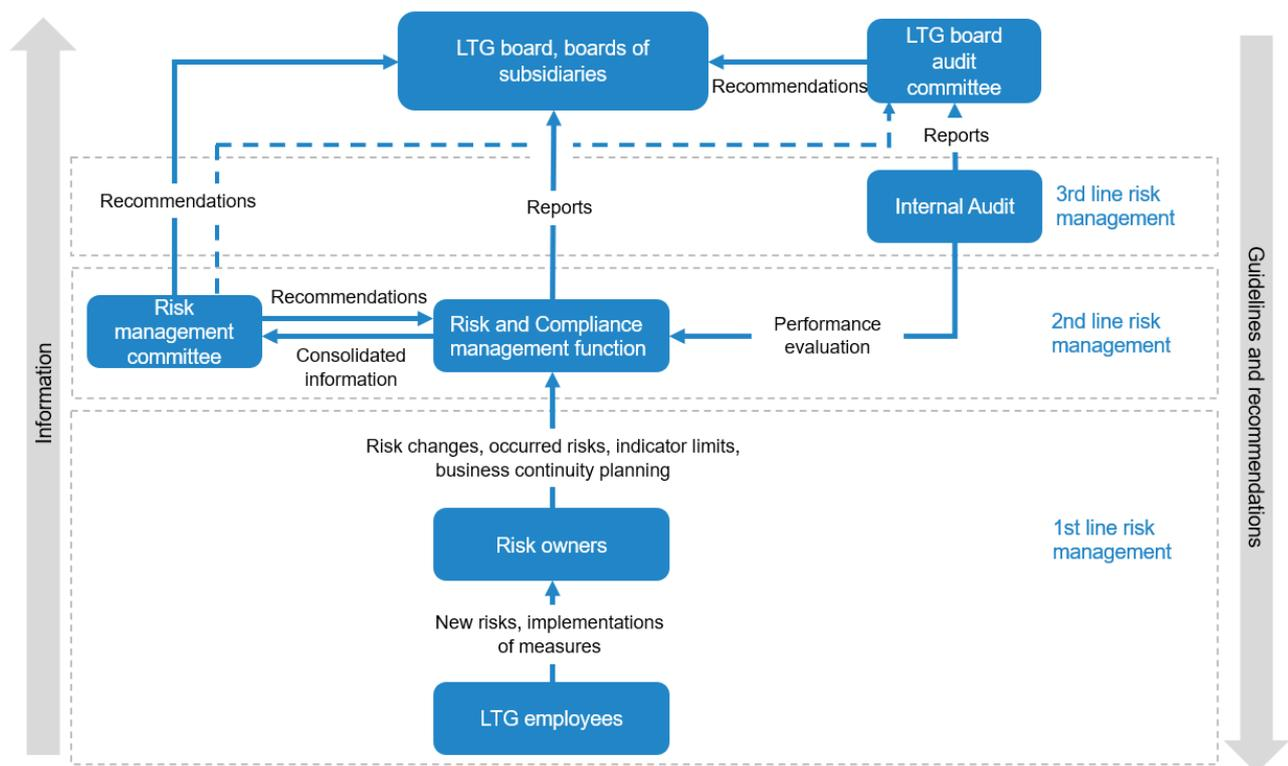 LTG board, boards of
subsidiaries
LTG board
audit
committee
Recommendations
Reports
Recommendations
Reports
Internal Audit
3rd line risk
management
Risk
management
committee
Recommendations
Consolidated
information
Risk and Compliance
management function
Performance
evaluation
2nd line risk
management
Information
Guidelines and recommendations
Risk changes, occurred risks, indicator limits,
business continuity planning
Risk owners
1st line risk
management
New risks, implementations
of measures
LTG employees